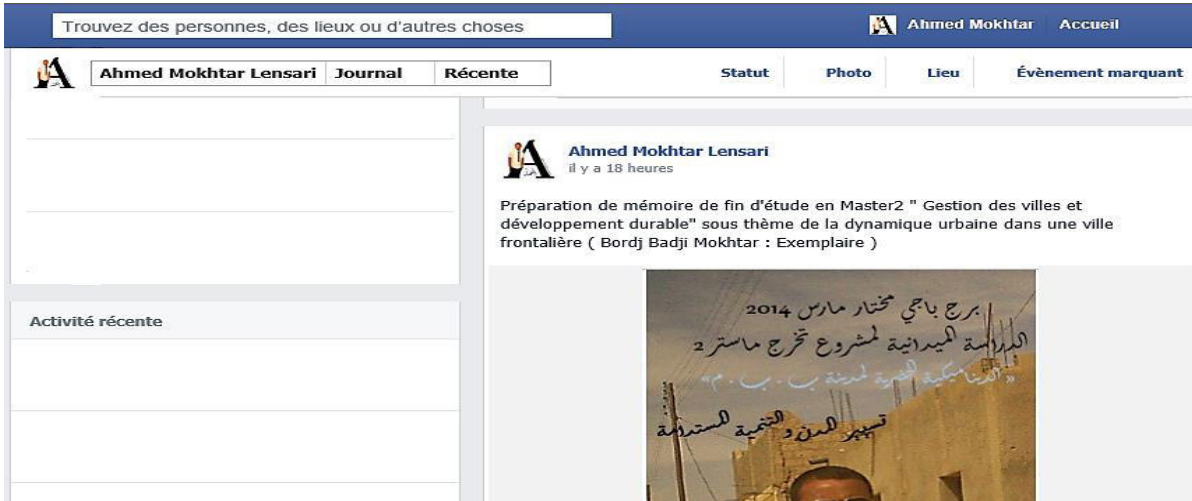 Trouvez des personnes, des lieux ou d'autres choses
Ahmed Mokhtar Accueil
Ahmed Mokhtar Lensari Journal Récente
Statut Photo Lieu Évènement marquant
Ahmed Mokhtar Lensari
il y a 18 heures
Préparation de mémoire de fin d'étude en Master2 " Gestion des villes et
développement durable" sous thème de la dynamique urbaine dans une ville
frontalière ( Bordj Badji Mokhtar : Exemplaire )
برج باجي مختار مارس 2014
الدراسة الميدانية لمشروع تخرج ماستر 2
«الديناميكية الحضرية لمدينة ب . ب . م»
تسيير المدن و التنمية المستدامة
Activité récente